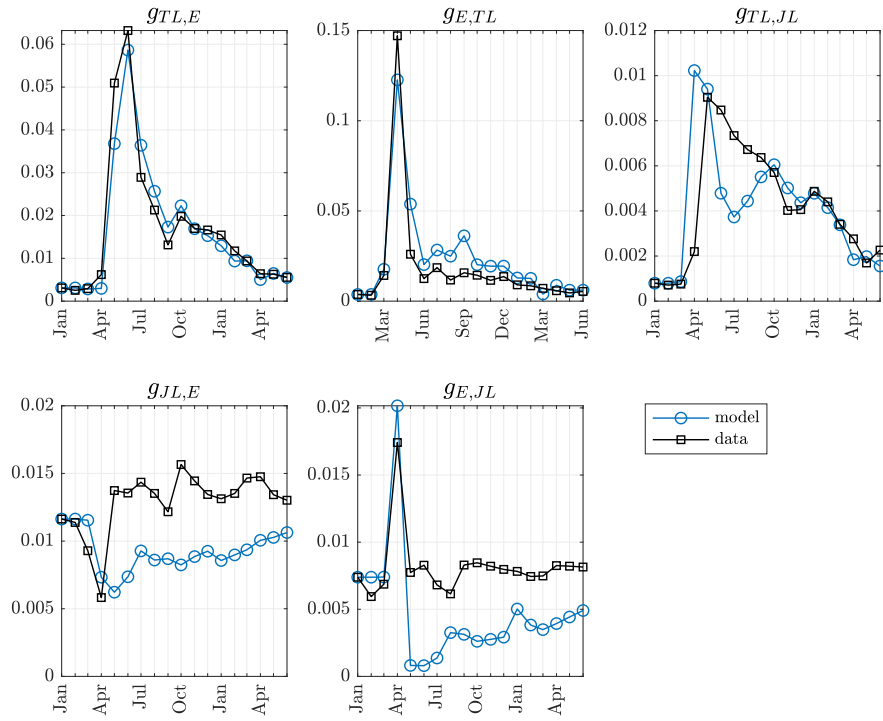 g_{TL,E}
0.06
0.05
0.04
0.03
0.02
0.01
0
Jan
Apr
Jul
Oct
Jan
Apr
g_{E,TL}
0.15
0.1
0.05
0
Mar
Jun
Sep
Dec
Mar
Jun
g_{TL,JL}
0.012
0.01
0.008
0.006
0.004
0.002
0
Jan
Apr
Jul
Oct
Jan
Apr
g_{JL,E}
0.02
0.015
0.01
0.005
0
Jan
Apr
Jul
Oct
Jan
Apr
g_{E,JL}
0.02
0.015
0.01
0.005
0
Jan
Apr
Jul
Oct
Jan
Apr
model
data